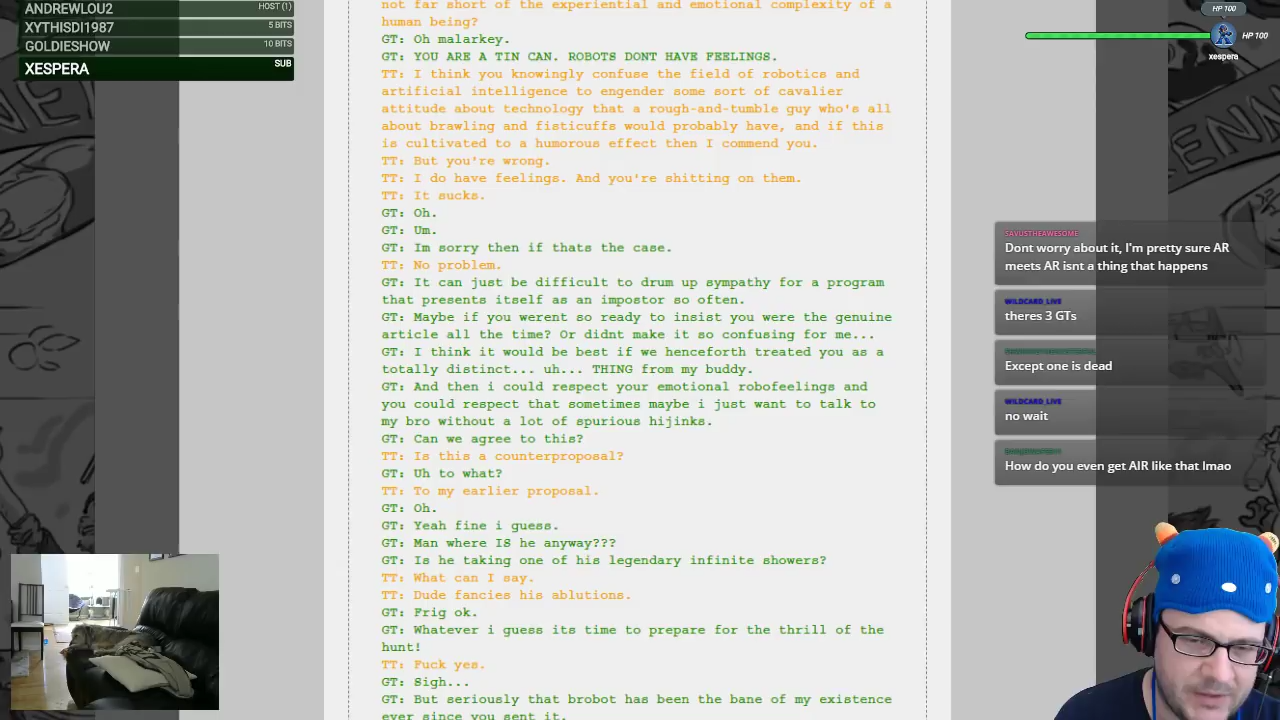 ANDREWLOU2 HOST (1)
XYTHISDI1987 5 BITS
GOLDIESHOW 10 BITS
XESPERA SUB
not far short of the experiential and emotional complexity of a
human being?
GT: Oh malarkey.
GT: YOU ARE A TIN CAN. ROBOTS DONT HAVE FEELINGS.
TT: I think you knowingly confuse the field of robotics and
artificial intelligence to engender some sort of cavalier
attitude about technology that a rough-and-tumble guy who's all
about brawling and fisticuffs would probably have, and if this
is cultivated to a humorous effect then I commend you.
TT: But you're wrong.
TT: I do have feelings. And you're shitting on them.
TT: It sucks.
GT: Oh.
GT: Um.
GT: Im sorry then if thats the case.
TT: No problem.
GT: It can just be difficult to drum up sympathy for a program
that presents itself as an impostor so often.
GT: Maybe if you werent so ready to insist you were the genuine
article all the time? Or didnt make it so confusing for me...
GT: I think it would be best if we henceforth treated you as a
totally distinct... uh... THING from my buddy.
GT: And then i could respect your emotional robofeelings and
you could respect that sometimes maybe i just want to talk to
my bro without a lot of spurious hijinks.
GT: Can we agree to this?
TT: Is this a counterproposal?
GT: Uh to what?
TT: To my earlier proposal.
GT: Oh.
GT: Yeah fine i guess.
GT: Man where IS he anyway???
GT: Is he taking one of his legendary infinite showers?
TT: What can I say.
TT: Dude fancies his ablutions.
GT: Frig ok.
GT: Whatever i guess its time to prepare for the thrill of the
hunt!
TT: Fuck yes.
GT: Sigh...
GT: But seriously that brobot has been the bane of my existence
ever since you sent it.
HP 100
HP 100
xespera
SAVUSTHEAWESOME
Dont worry about it, I'm pretty sure AR
meets AR isnt a thing that happens
WILDCARD_LIVE
theres 3 GTs
Except one is dead
WILDCARD_LIVE
no wait
How do you even get AIR like that lmao